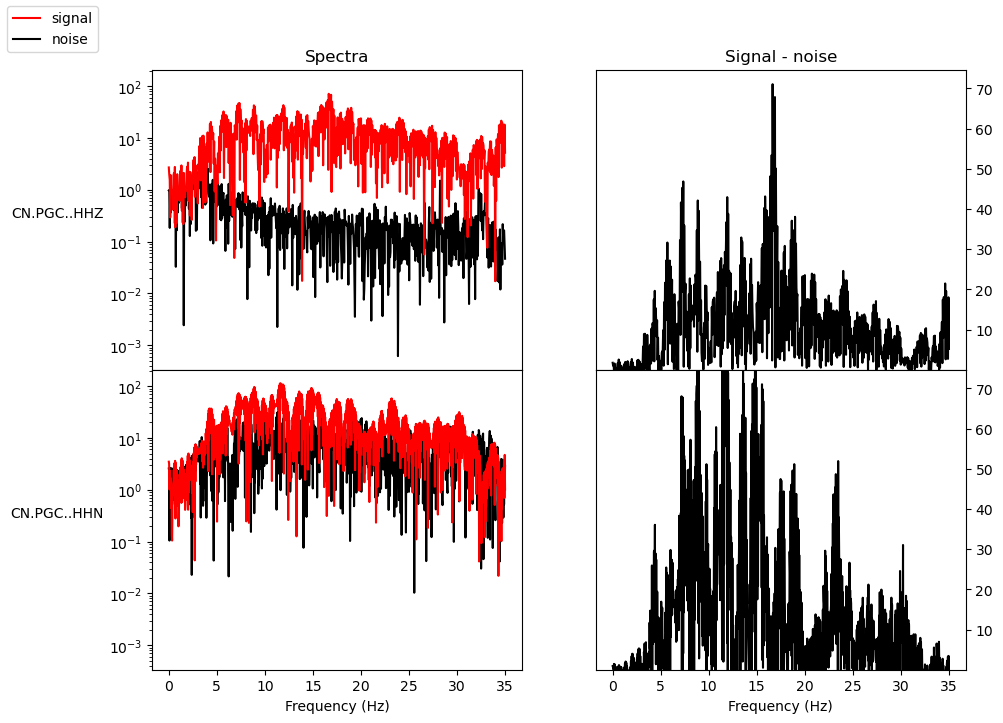 signal
noise
Spectra
Signal - noise
CN.PGC..HHZ
10²
10¹
10⁰
10⁻¹
10⁻²
10⁻³
70
60
50
40
30
20
10
CN.PGC..HHN
10²
10¹
10⁰
10⁻¹
10⁻²
10⁻³
70
60
50
40
30
20
10
0 5 10 15 20 25 30 35
0 5 10 15 20 25 30 35
Frequency (Hz)
Frequency (Hz)